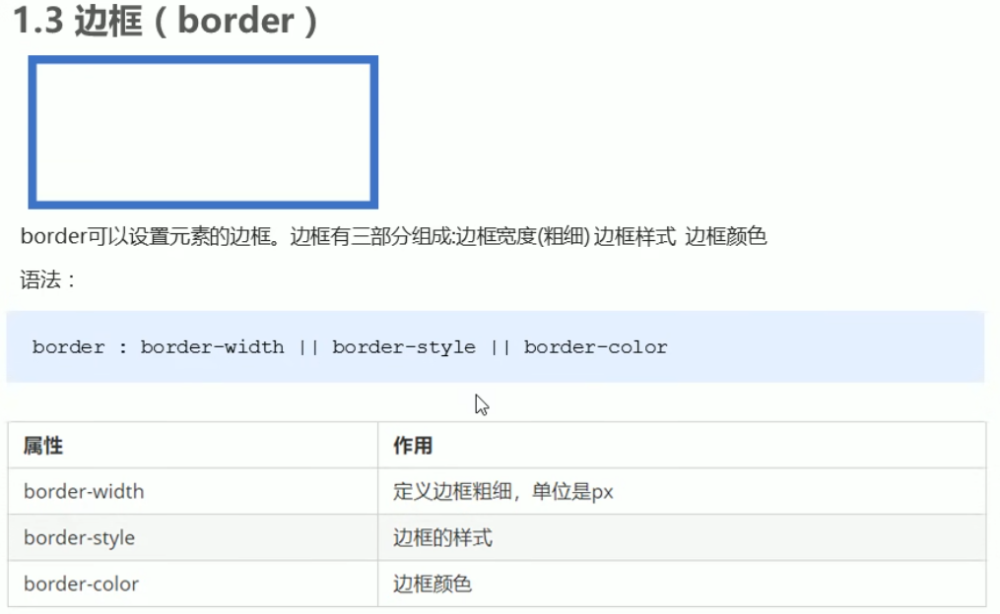 1.3 边框（border）
border可以设置元素的边框。边框有三部分组成:边框宽度(粗细) 边框样式 边框颜色
语法：
border : border-width || border-style || border-color
属性 作用
border-width 定义边框粗细，单位是px
border-style 边框的样式
border-color 边框颜色